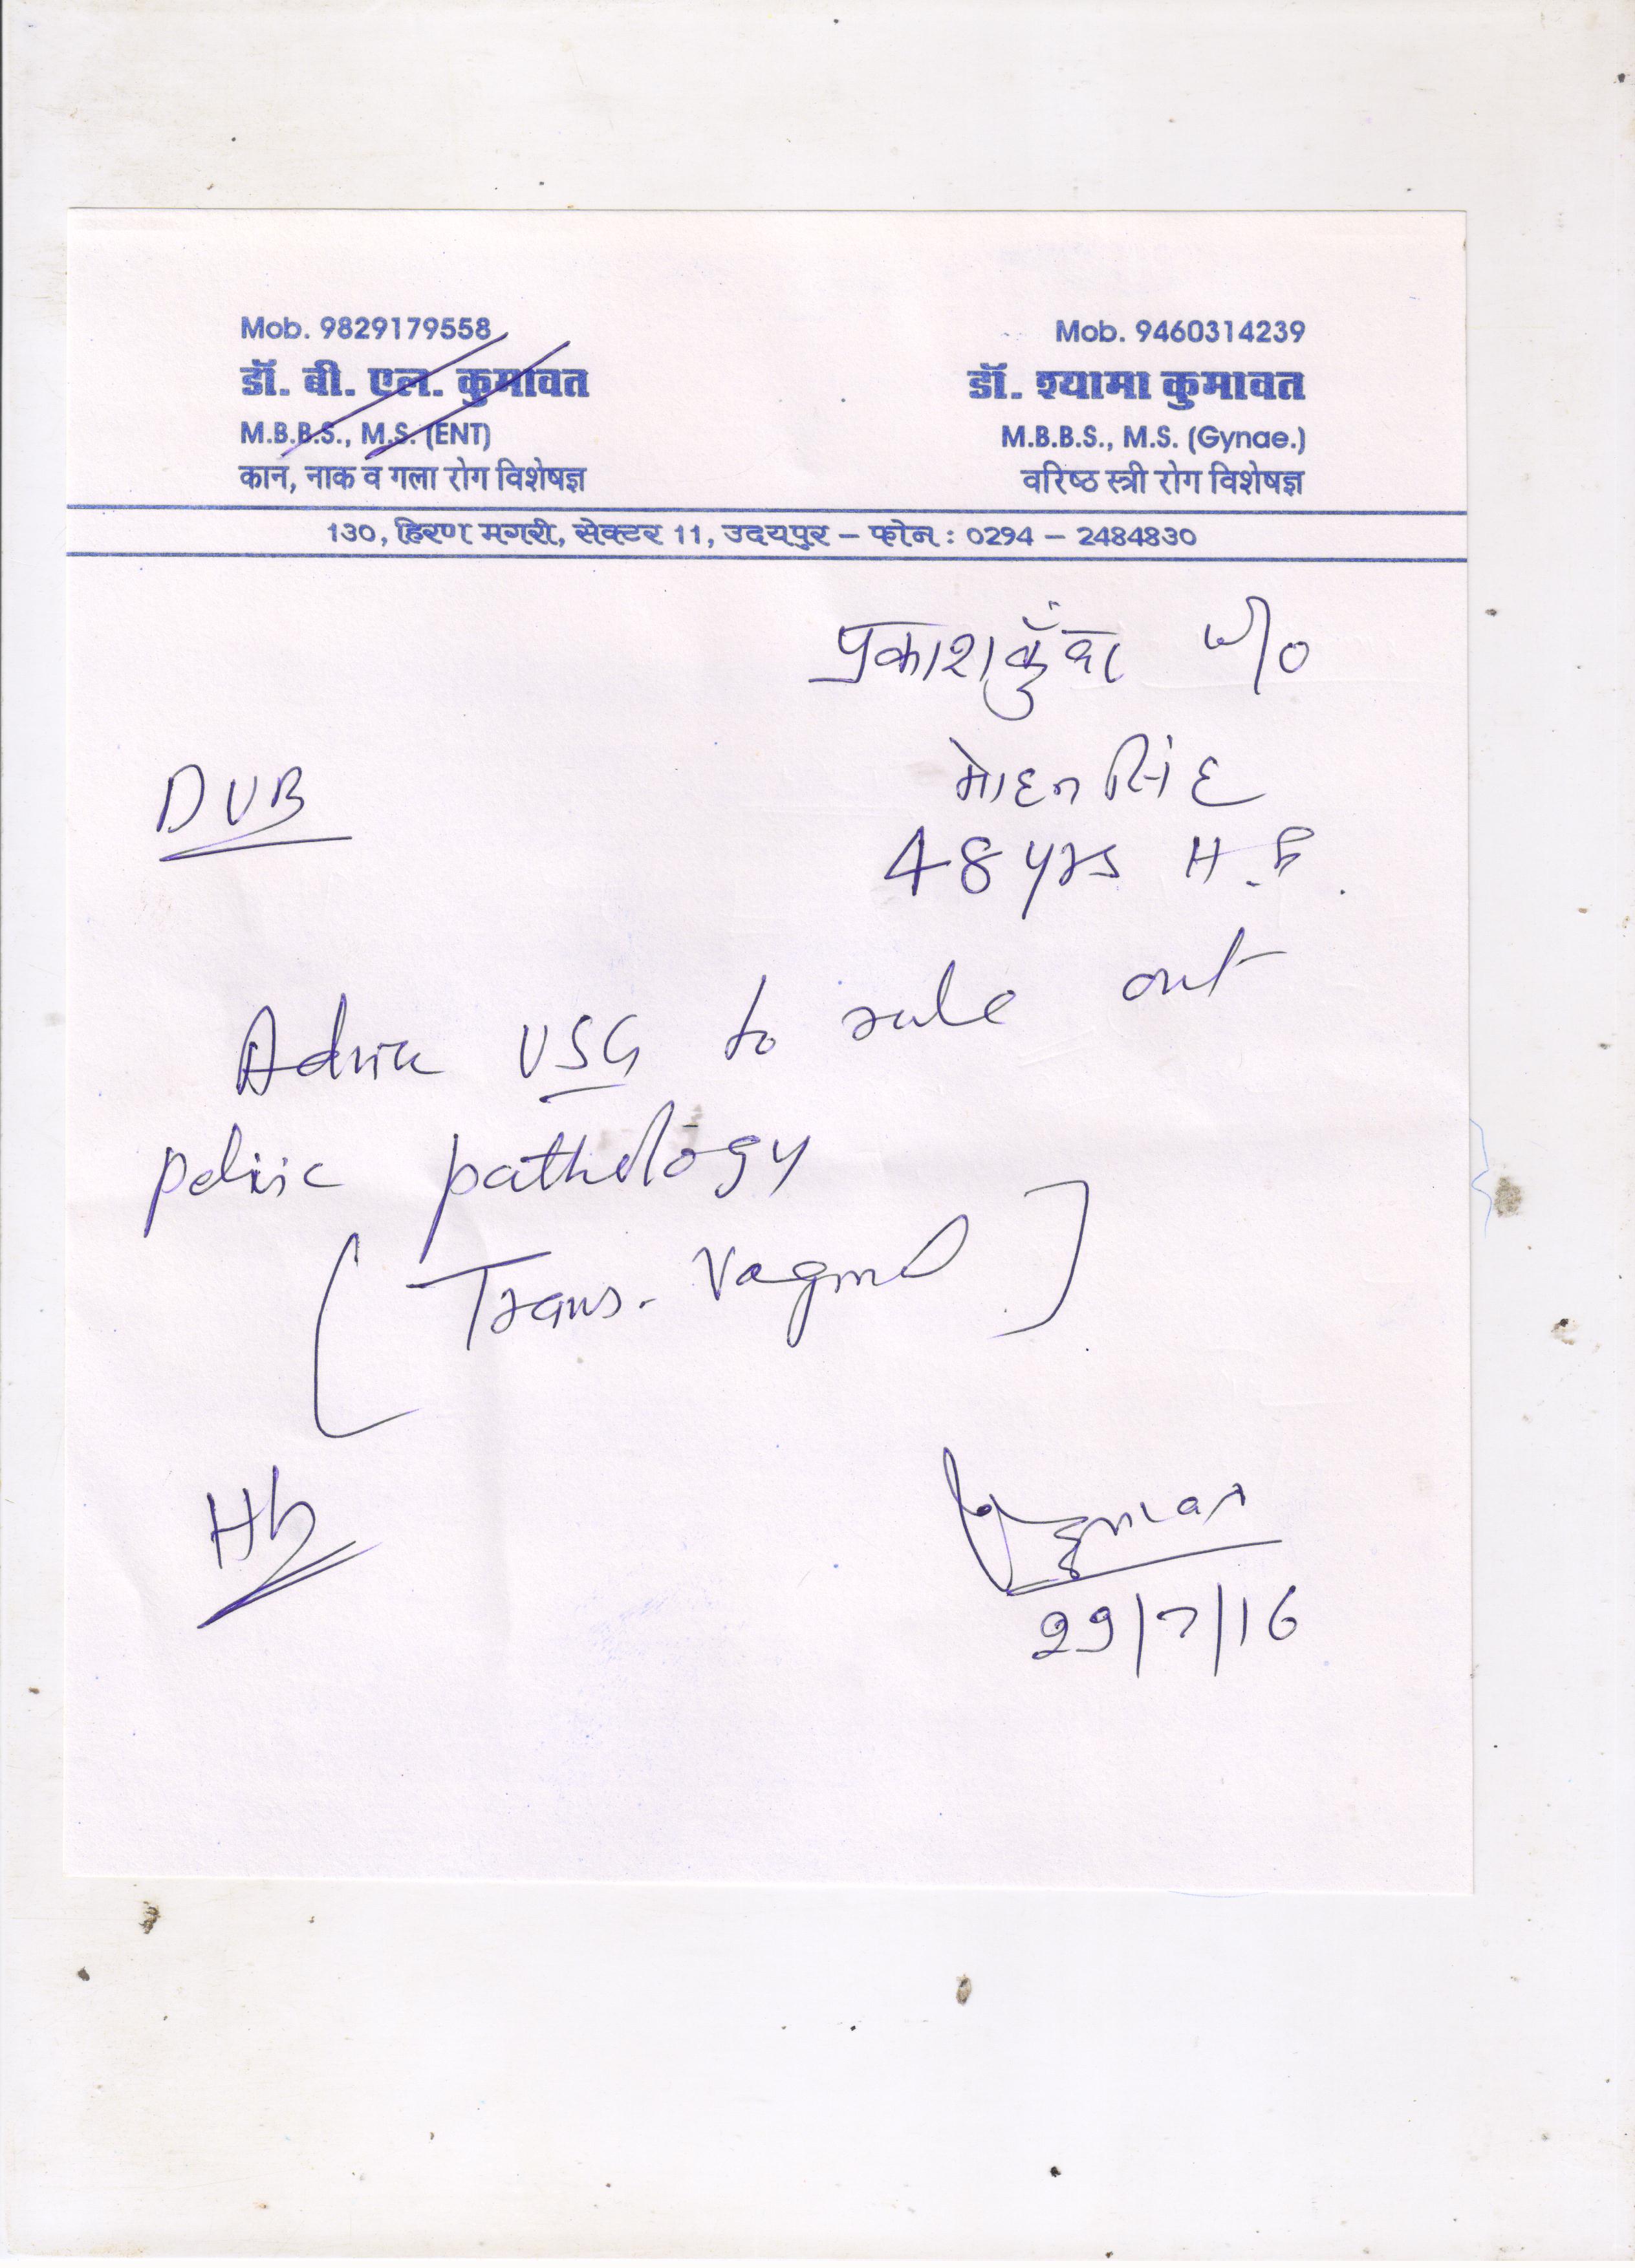 Mob. 9829179558
डॉ. बी. एल. कुमावत
M.B.B.S., M.S. (ENT)
कान, नाक व गला रोग विशेषज्ञ
Mob. 9460314239
डॉ. श्यामा कुमावत
M.B.B.S., M.S. (Gynae.)
वरिष्ठ स्त्री रोग विशेषज्ञ
130, हिरण मगरी, सेक्टर 11, उदयपुर – फोन : 0294 – 2484830
प्रकाश कुँवर W/o
मोहन सिंह
48 yrs H.F.
DUB
Advice USG to rule out
pelvic pathology
[Trans. Vaginal]
Hb
29/7/16